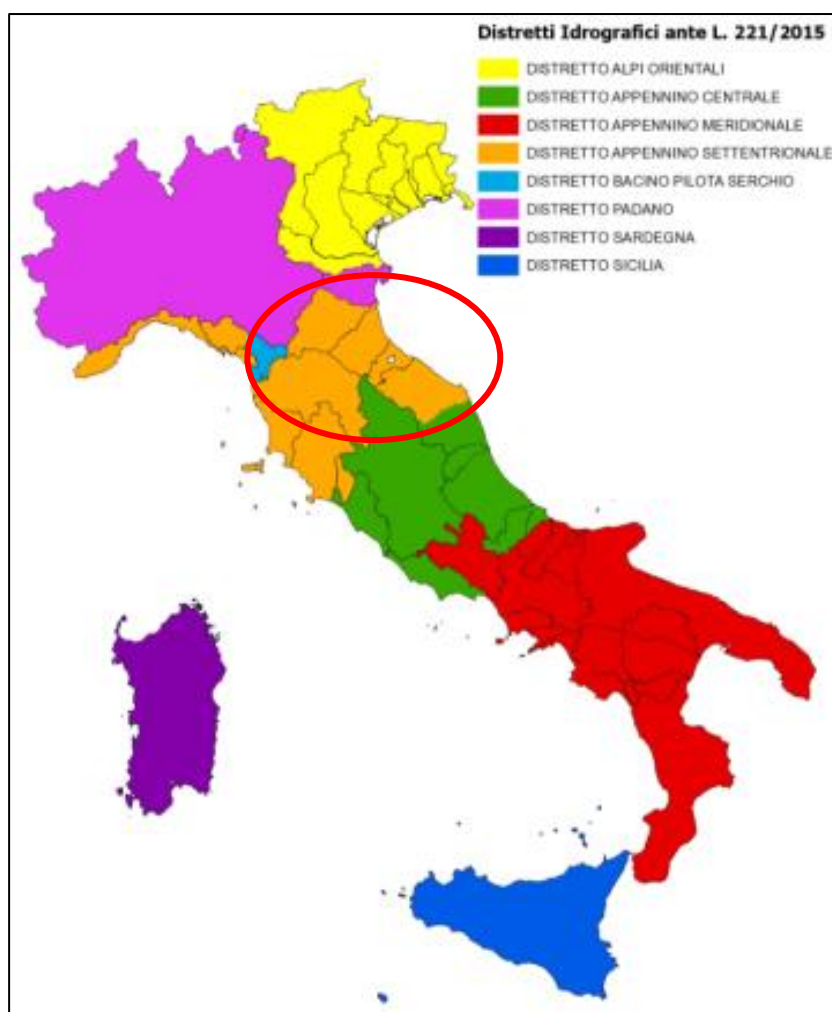 Distretti Idrografici ante L. 221/2015
DISTRETTO ALPI ORIENTALI
DISTRETTO APPENNINO CENTRALE
DISTRETTO APPENNINO MERIDIONALE
DISTRETTO APPENNINO SETTENTRIONALE
DISTRETTO BACINO PILOTA SERCHIO
DISTRETTO PADANO
DISTRETTO SARDEGNA
DISTRETTO SICILIA